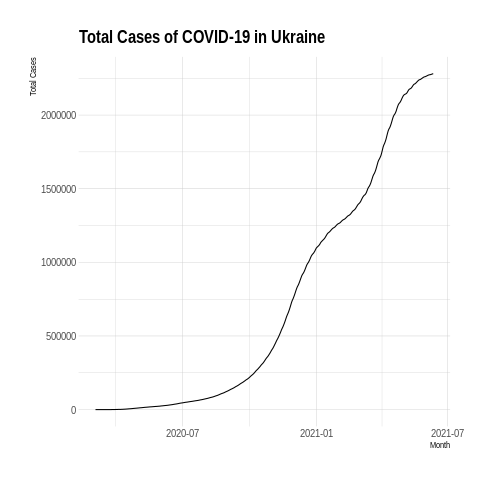 Total Cases of COVID-19 in Ukraine
Total Cases
2000000
1500000
1000000
500000
0
2020-07 2021-01 2021-07
Month